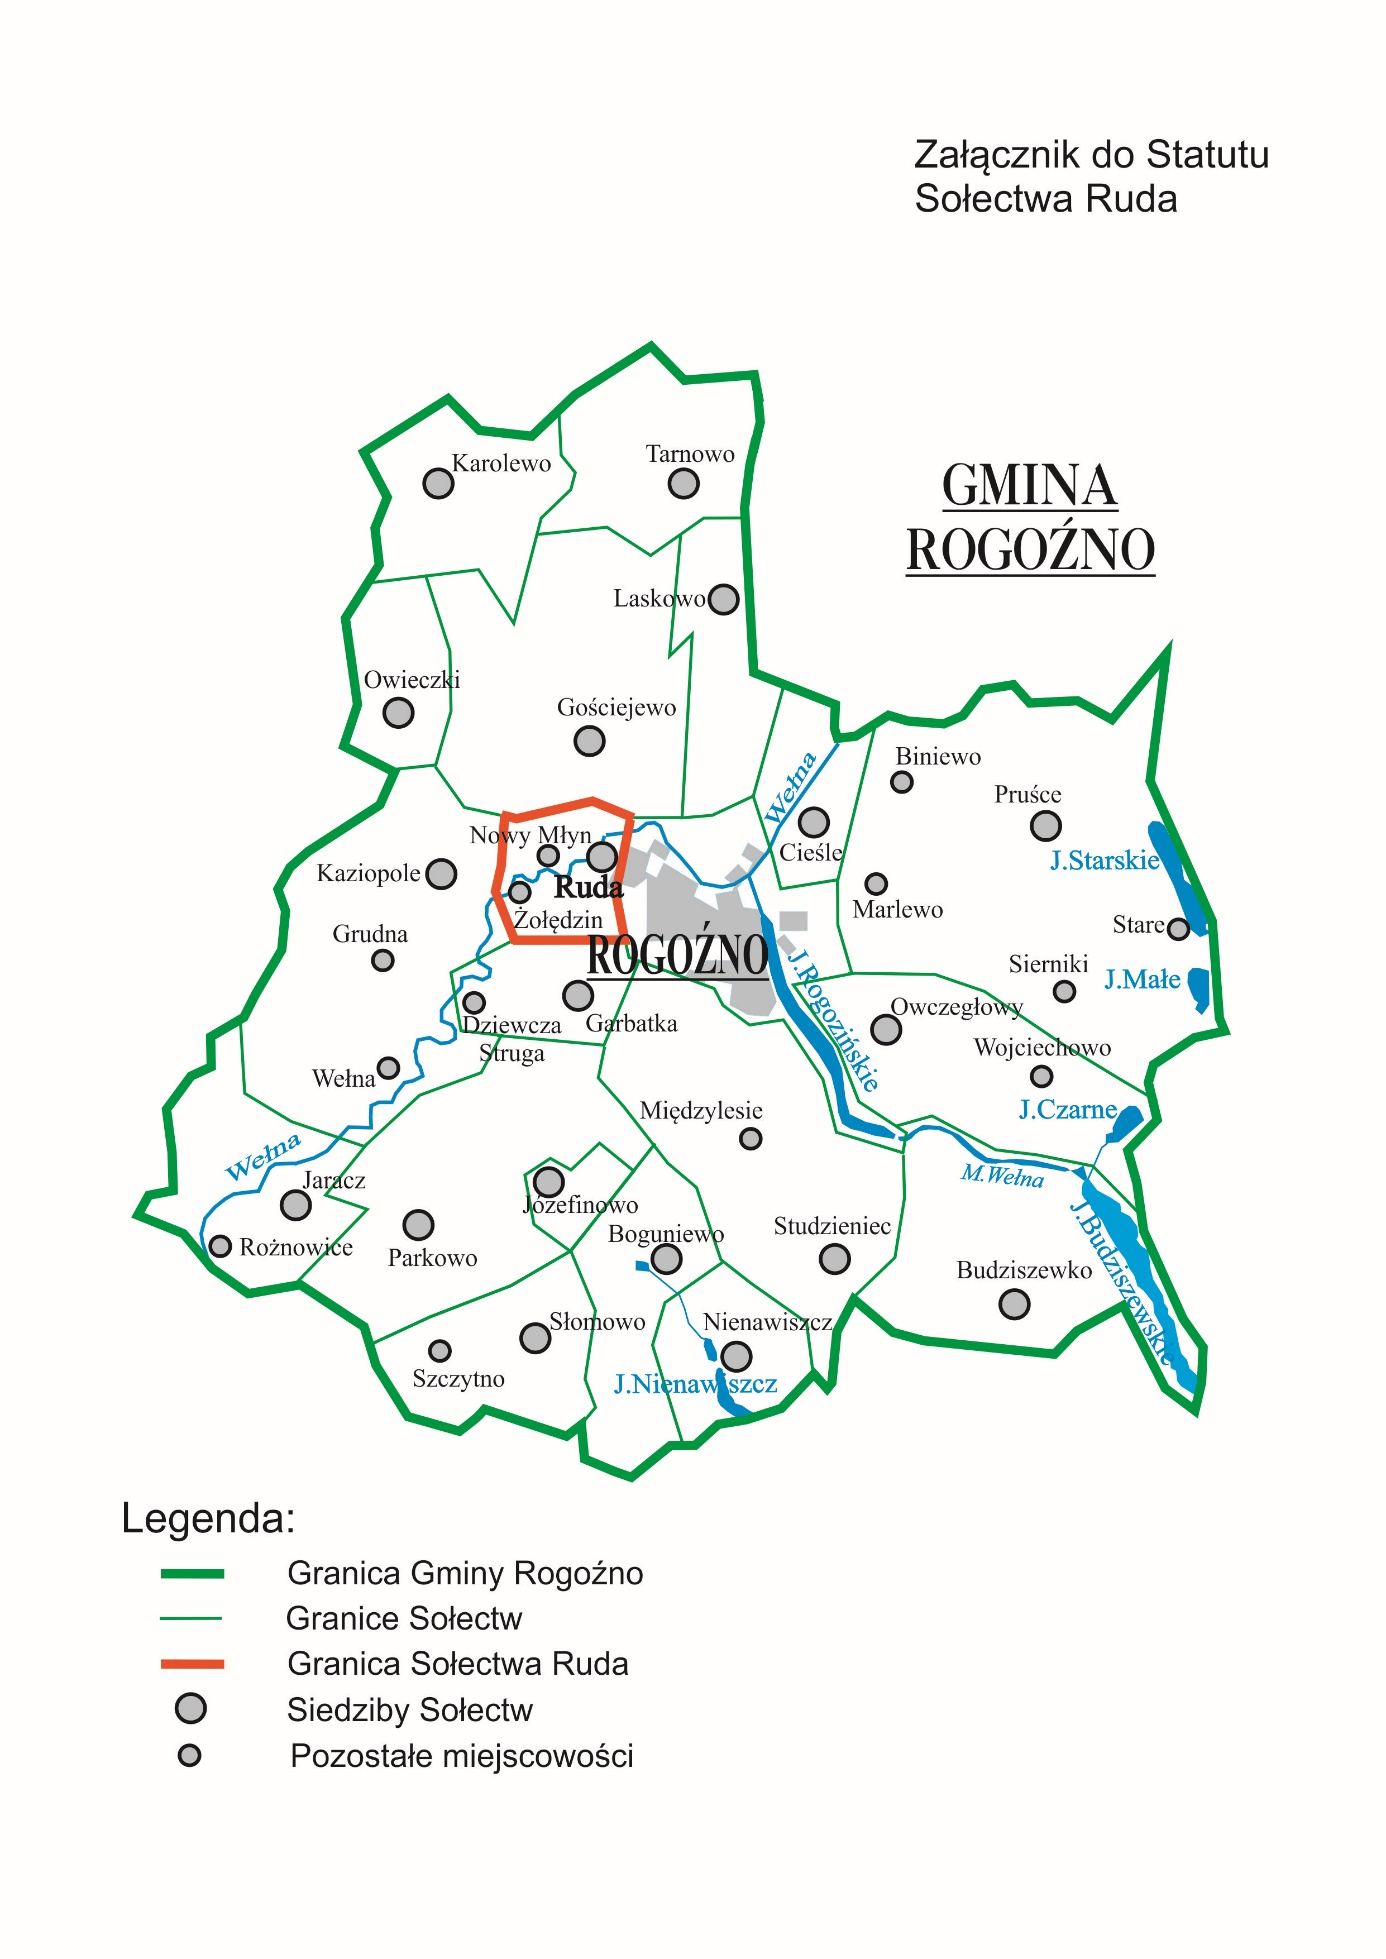 Załącznik do Statutu
Sołectwa Ruda
GMINA
ROGOŹNO
Karolewo
Tarnowo
Laskowo
Owieczki
Gościejewo
Biniewo
Wełna
Pruśce
Nowy Młyn
Cieśle
J.Starskie
Kaziopole
Ruda
Marlewo
Żołędzin
Stare
Grudna
ROGOŹNO
Sierniki
J.Małe
J.Rogozińskie
Owczegłowy
Dziewcza
Struga
Garbatka
Wojciechowo
Wełna
Międzylesie
J.Czarne
Wełna
M.Wełna
Jaracz
Józefinowo
J.Budziszewskie
Rożnowice
Parkowo
Boguniewo
Studzieniec
Budziszewko
Słomowo
Nienawiszcz
Szczytno
J.Nienawiszcz
Legenda:
Granica Gminy Rogoźno
Granice Sołectw
Granica Sołectwa Ruda
Siedziby Sołectw
Pozostałe miejscowości